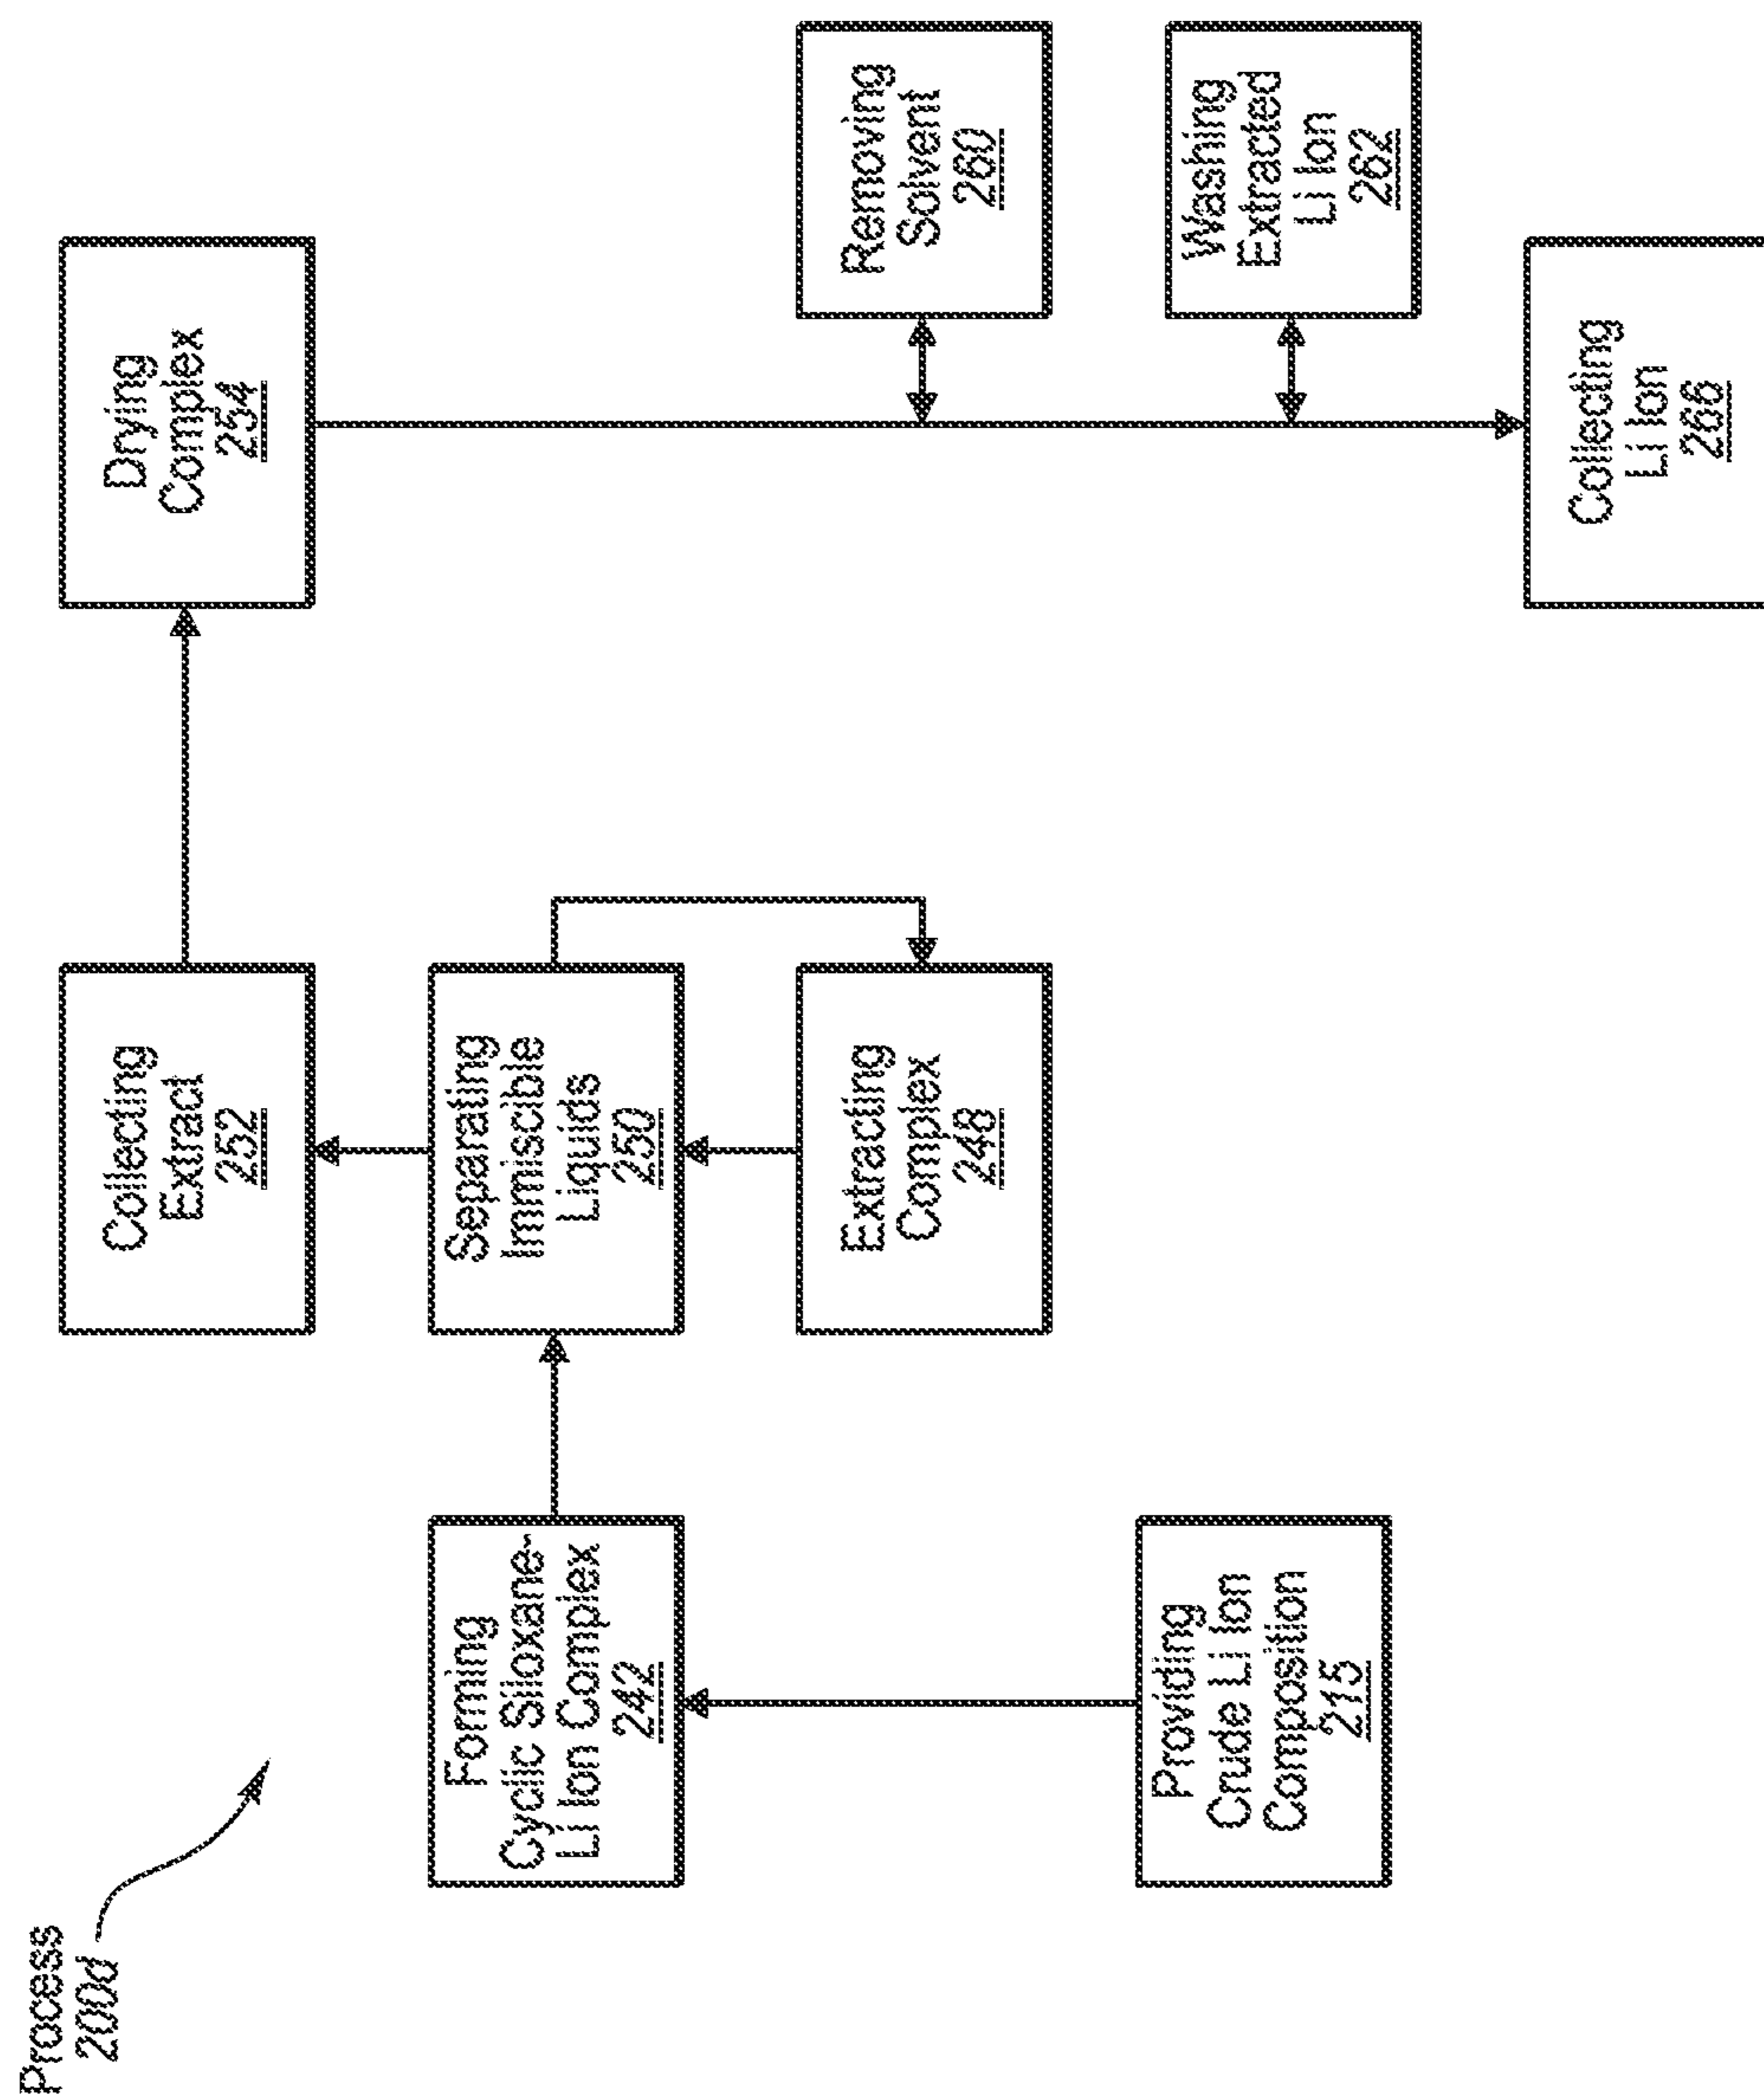 Process
200d
Forming
Cyclic Siloxane-
Li Ion Complex
242
Providing
Crude Li Ion
Composition
215
Collecting
Extract
252
Separating
Immiscible
Liquids
250
Extracting
Complex
248
Drying
Complex
254
Removing
Solvent
260
Washing
Extracted
Li Ion
262
Collecting
Li Ion
266